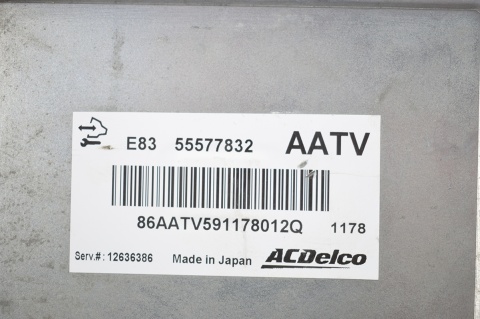 E83 55577832 AATV
86AATV591178012Q 1178
Serv.#: 12636386 Made in Japan ACDelco